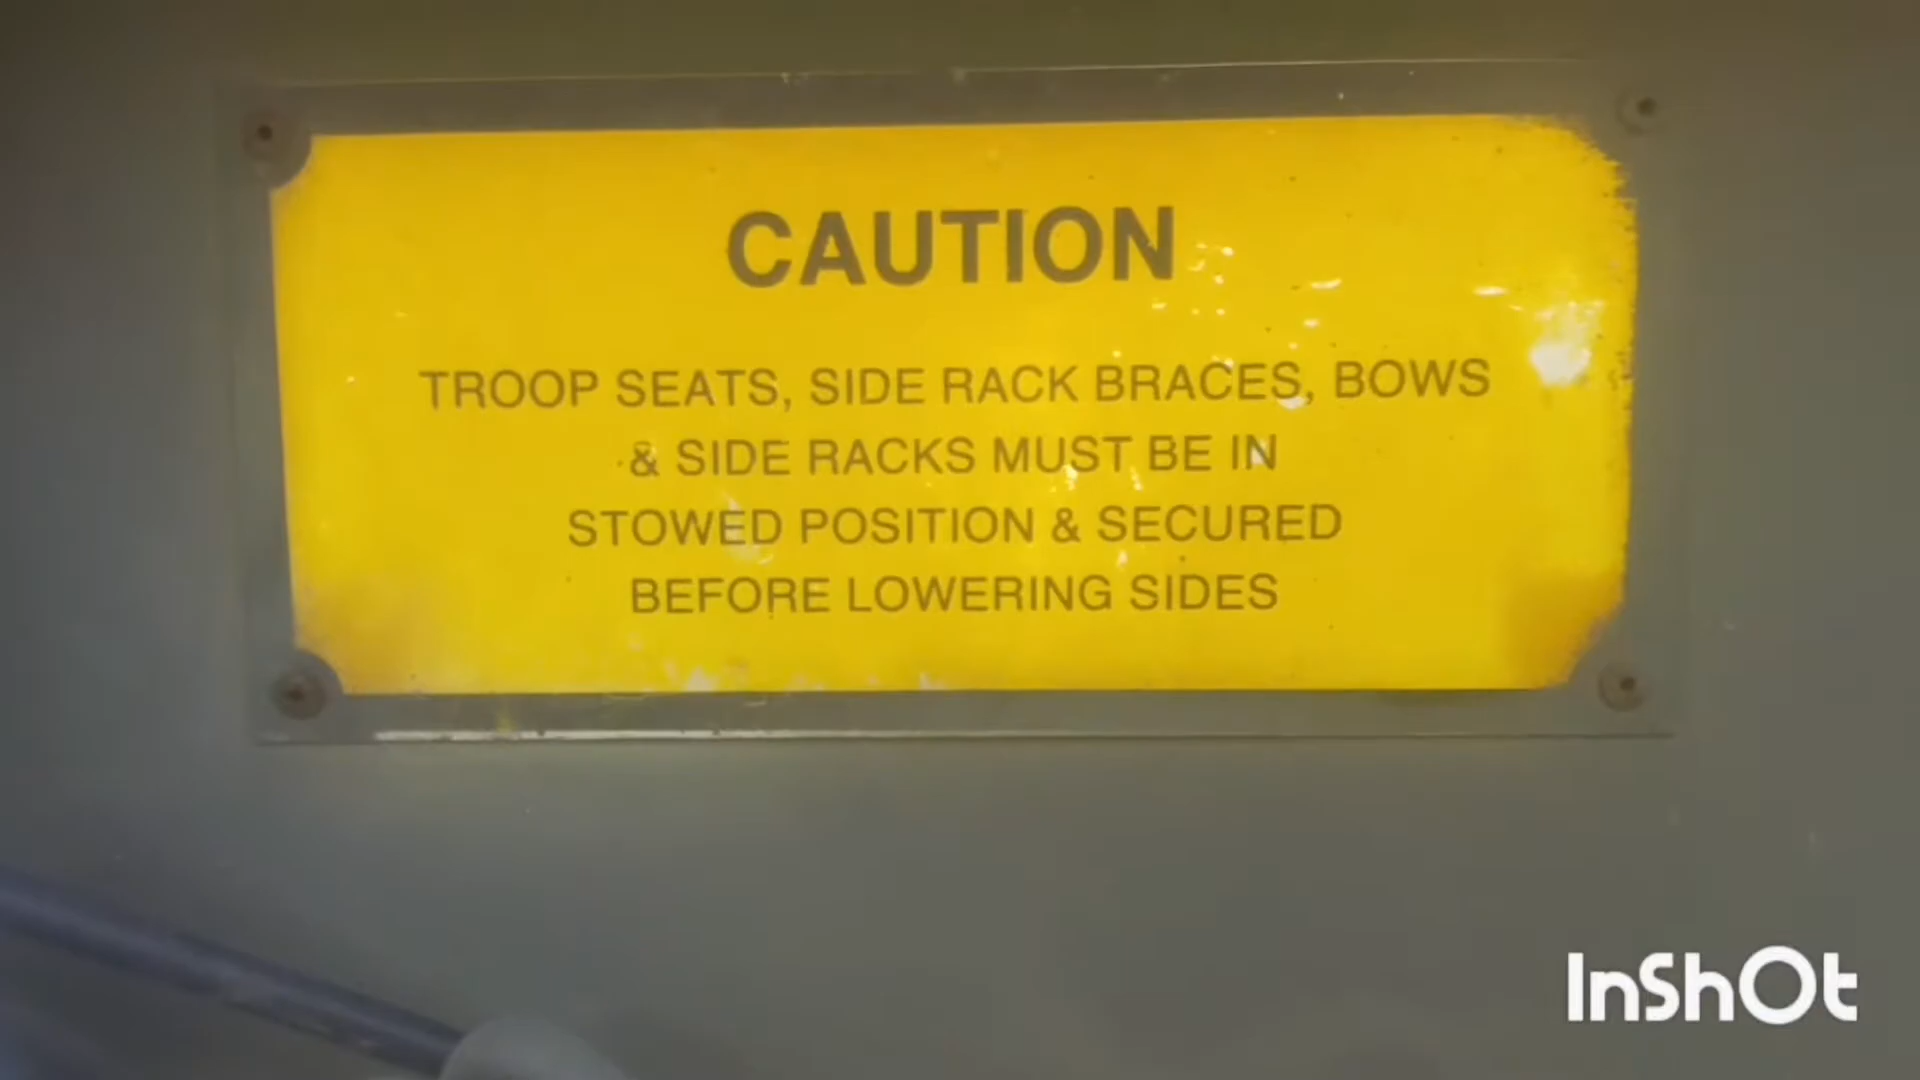 CAUTION
TROOP SEATS, SIDE RACK BRACES, BOWS
& SIDE RACKS MUST BE IN
STOWED POSITION & SECURED
BEFORE LOWERING SIDES
InShOt